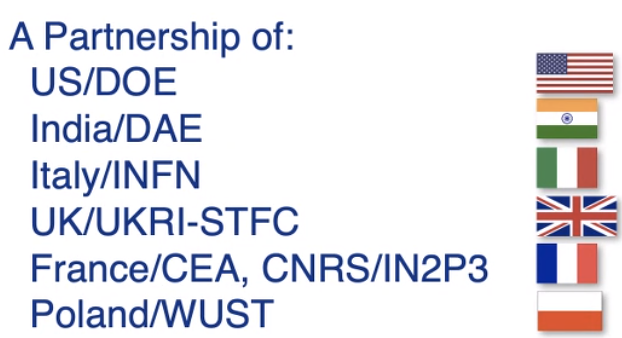 A Partnership of:
US/DOE
India/DAE
Italy/INFN
UK/UKRI-STFC
France/CEA, CNRS/IN2P3
Poland/WUST